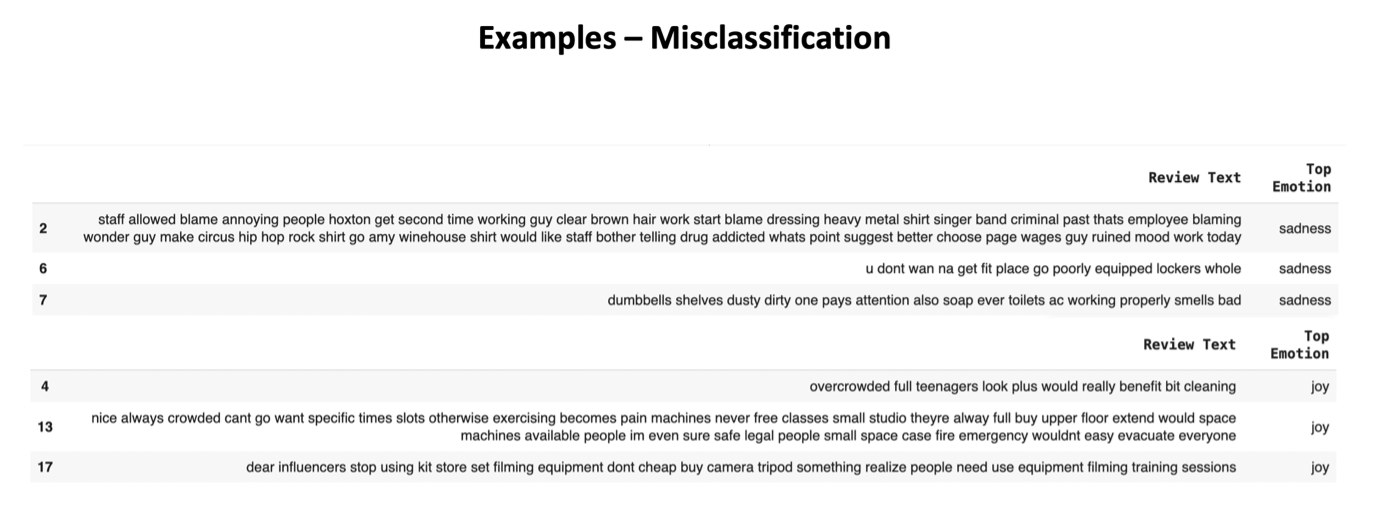 Examples – Misclassification
Review Text
Top
Emotion
2
staff allowed blame annoying people hoxton get second time working guy clear brown hair work start blame dressing heavy metal shirt singer band criminal past thats employee blaming
wonder guy make circus hip hop rock shirt go amy winehouse shirt would like staff bother telling drug addicted whats point suggest better choose page wages guy ruined mood work today
sadness
6
u dont wan na get fit place go poorly equipped lockers whole
sadness
7
dumbbells shelves dusty dirty one pays attention also soap ever toilets ac working properly smells bad
sadness
Review Text
Top
Emotion
4
overcrowded full teenagers look plus would really benefit bit cleaning
joy
13
nice always crowded cant go want specific times slots otherwise exercising becomes pain machines never free classes small studio theyre alway full buy upper floor extend would space
machines available people im even sure safe legal people small space case fire emergency wouldnt easy evacuate everyone
joy
17
dear influencers stop using kit store set filming equipment dont cheap buy camera tripod something realize people need use equipment filming training sessions
joy